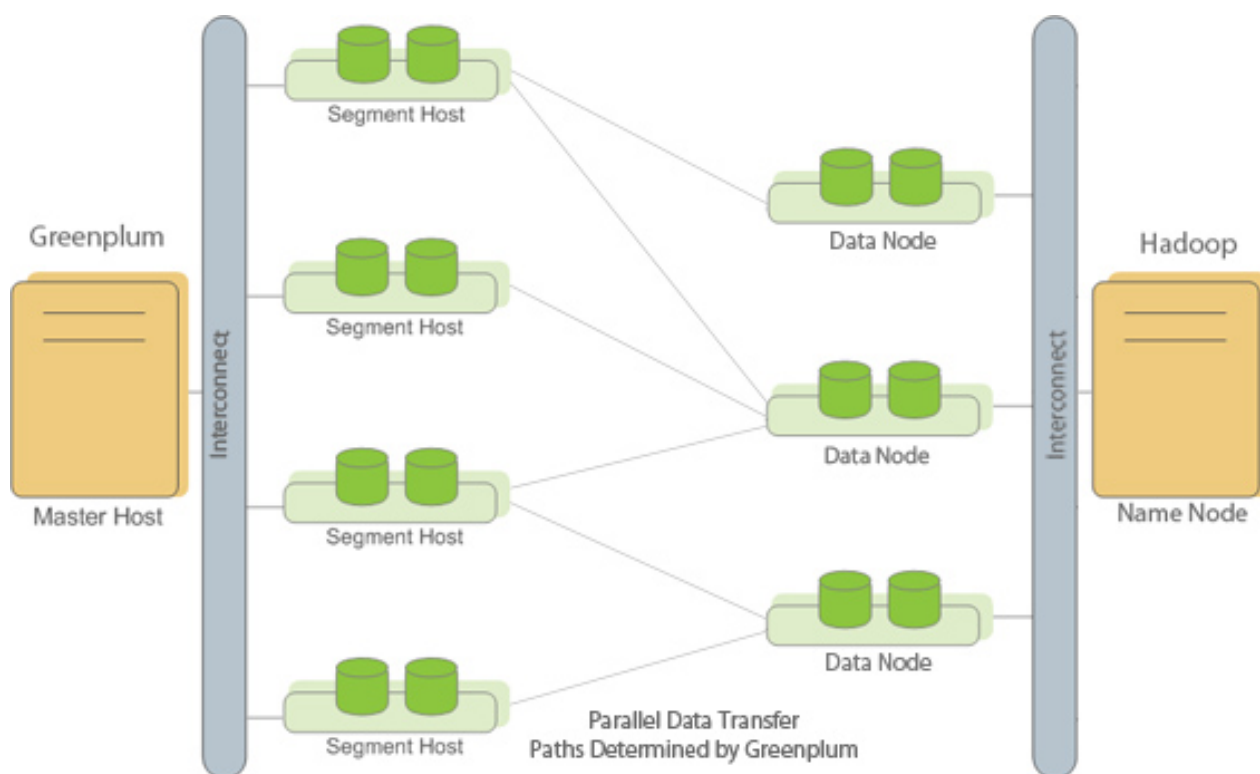 Greenplum
Master Host
Interconnect
Segment Host
Segment Host
Segment Host
Segment Host
Parallel Data Transfer
Paths Determined by Greenplum
Data Node
Data Node
Data Node
Interconnect
Hadoop
Name Node